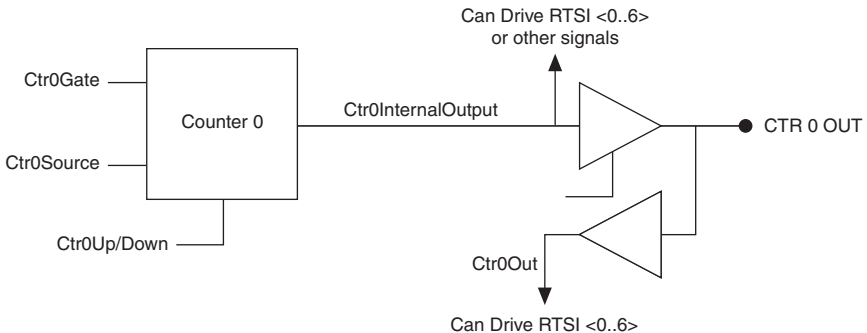 Can Drive RTSI <0..6>
or other signals
Ctr0Gate
Ctr0InternalOutput
Counter 0
CTR 0 OUT
Ctr0Source
Ctr0Up/Down
Ctr0Out
Can Drive RTSI <0..6>